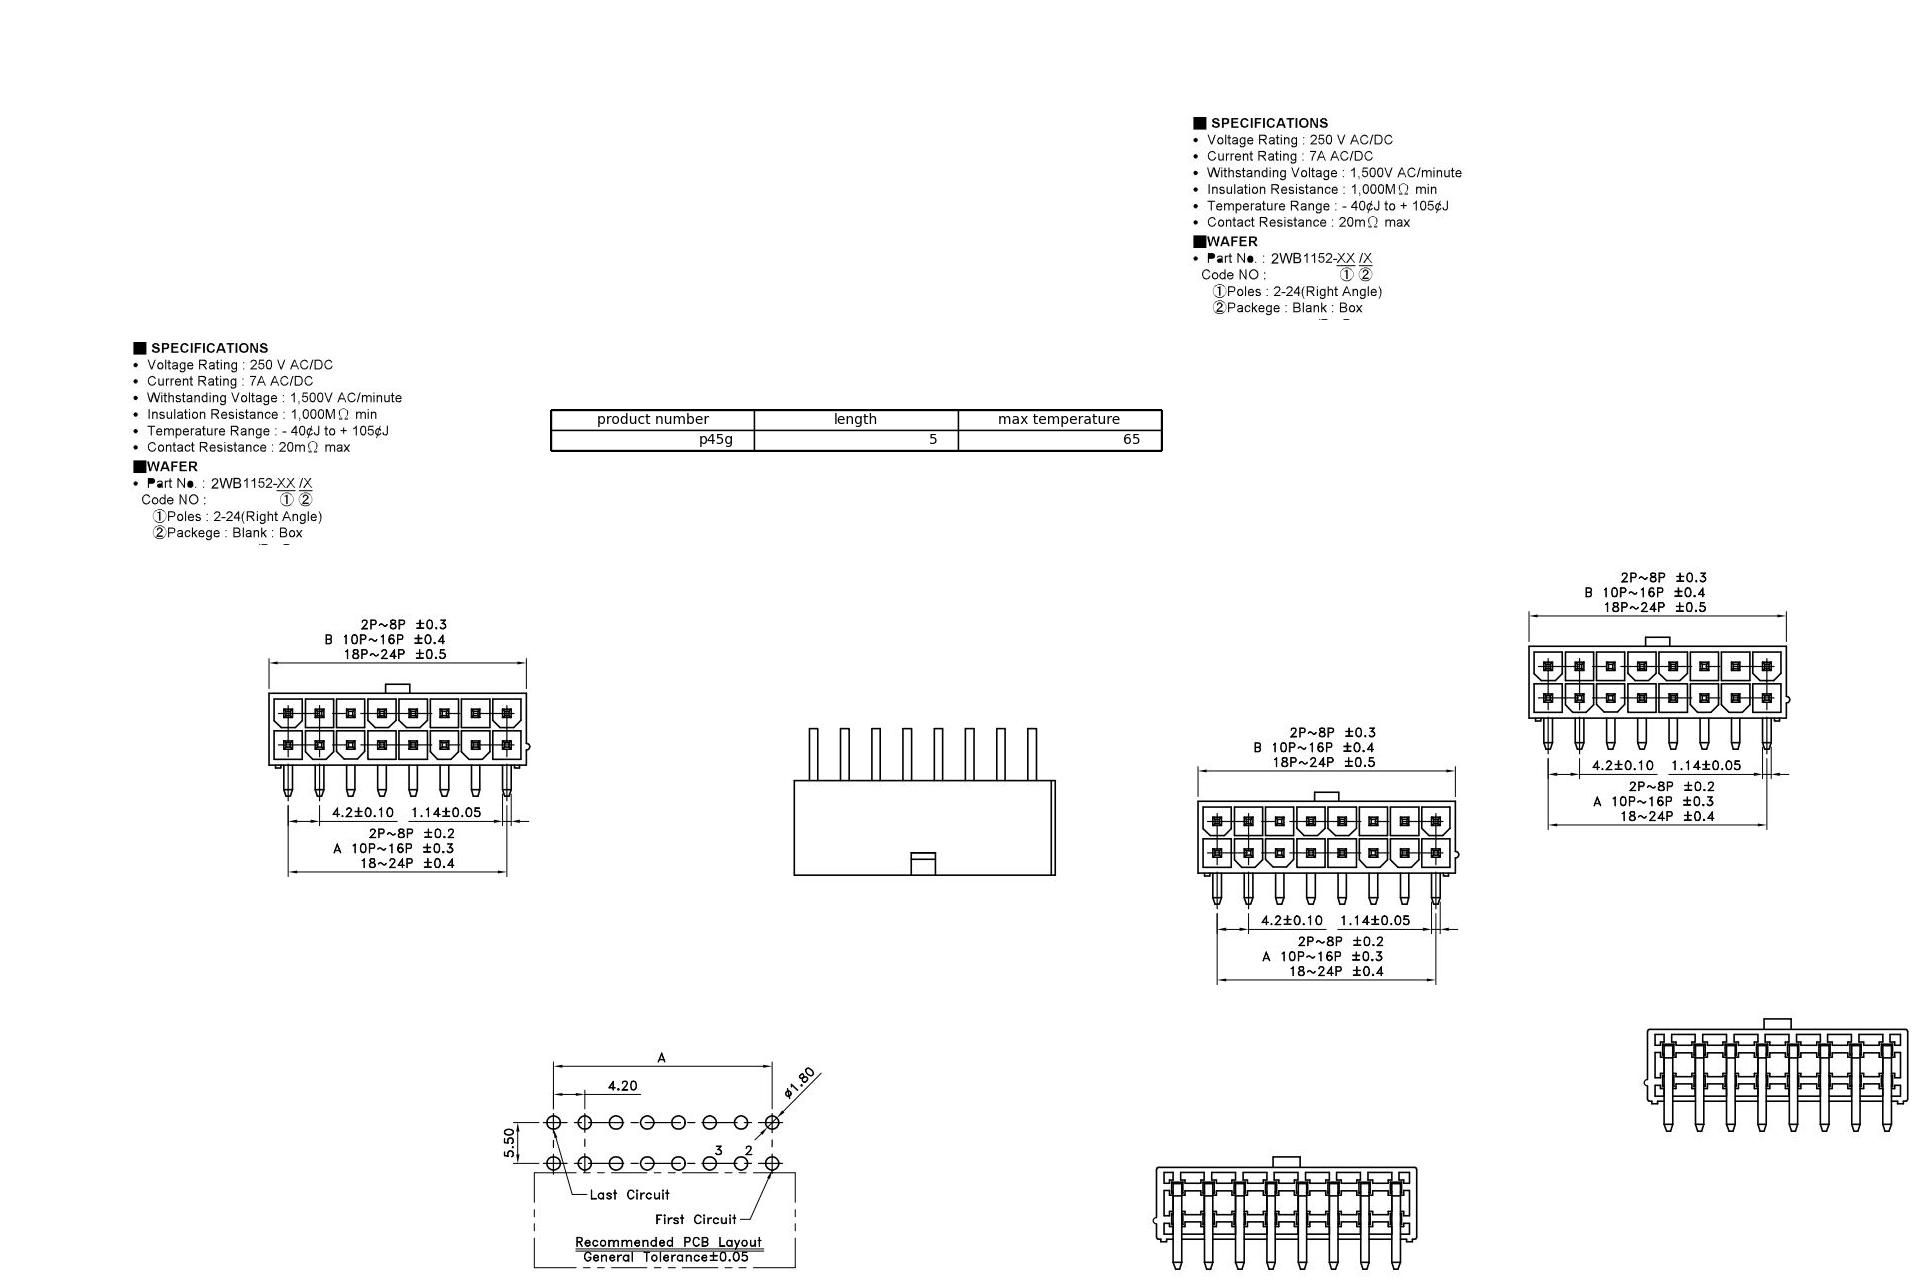 ■ SPECIFICATIONS
• Voltage Rating : 250 V AC/DC
• Current Rating : 7A AC/DC
• Withstanding Voltage : 1,500V AC/minute
• Insulation Resistance : 1,000MΩ min
• Temperature Range : - 40¢J to + 105¢J
• Contact Resistance : 20mΩ max
■WAFER
• Part No. : 2WB1152-XX /X
Code NO : ① ②
①Poles : 2-24(Right Angle)
②Packege : Blank : Box
■ SPECIFICATIONS
• Voltage Rating : 250 V AC/DC
• Current Rating : 7A AC/DC
• Withstanding Voltage : 1,500V AC/minute
• Insulation Resistance : 1,000MΩ min
• Temperature Range : - 40¢J to + 105¢J
• Contact Resistance : 20mΩ max
■WAFER
• Part No. : 2WB1152-XX /X
Code NO : ① ②
①Poles : 2-24(Right Angle)
②Packege : Blank : Box
product number length max temperature
p45g 5 65
2P~8P ±0.3
B 10P~16P ±0.4
18P~24P ±0.5
4.2±0.10 1.14±0.05
2P~8P ±0.2
A 10P~16P ±0.3
18~24P ±0.4
2P~8P ±0.3
B 10P~16P ±0.4
18P~24P ±0.5
4.2±0.10 1.14±0.05
2P~8P ±0.2
A 10P~16P ±0.3
18~24P ±0.4
2P~8P ±0.3
B 10P~16P ±0.4
18P~24P ±0.5
4.2±0.10 1.14±0.05
2P~8P ±0.2
A 10P~16P ±0.3
18~24P ±0.4
A
4.20
ø1.80
5.50
3 2
Last Circuit
First Circuit
Recommended PCB Layout
General Tolerance±0.05